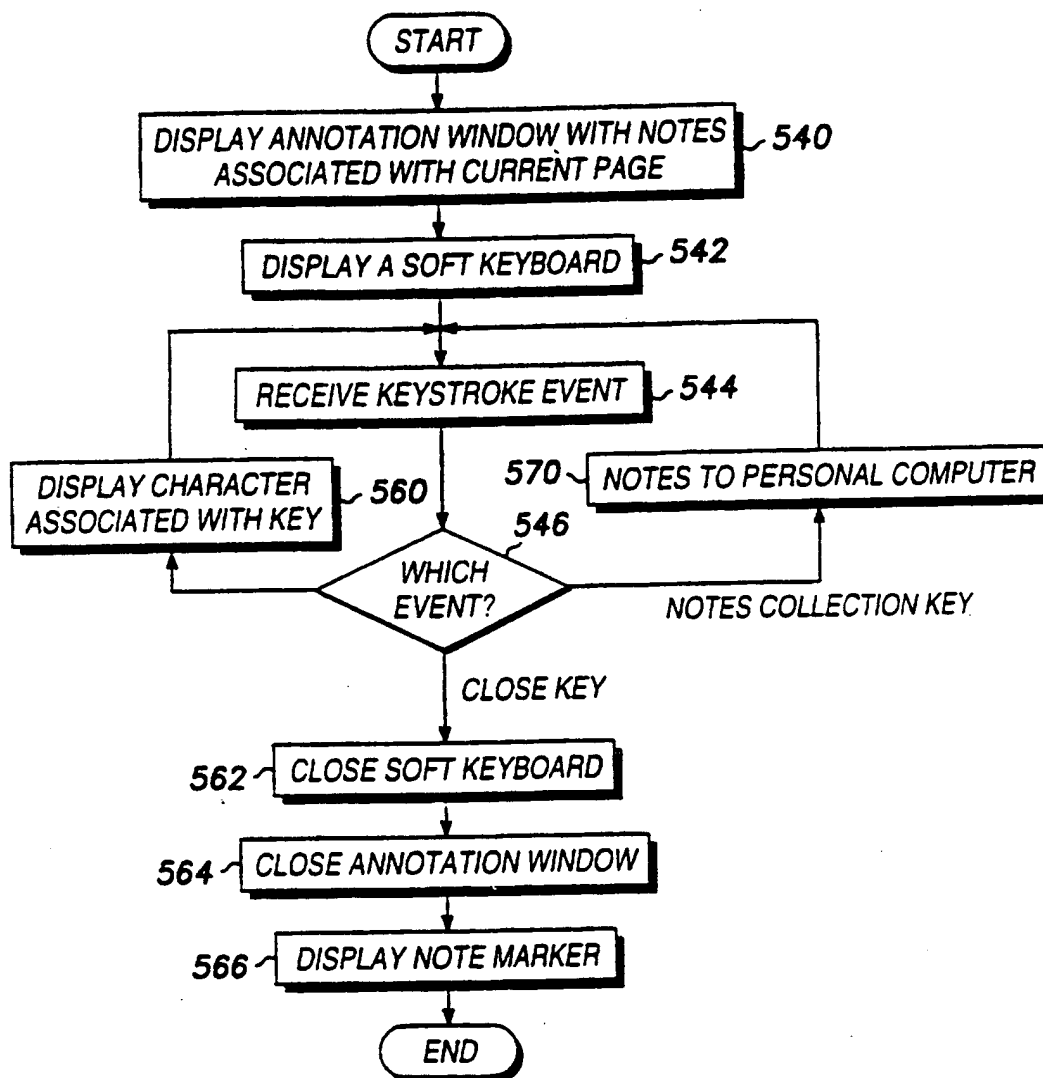 START
DISPLAY ANNOTATION WINDOW WITH NOTES
ASSOCIATED WITH CURRENT PAGE
540
DISPLAY A SOFT KEYBOARD
542
RECEIVE KEYSTROKE EVENT
544
DISPLAY CHARACTER
ASSOCIATED WITH KEY
560
570
NOTES TO PERSONAL COMPUTER
546
WHICH
EVENT?
NOTES COLLECTION KEY
CLOSE KEY
562
CLOSE SOFT KEYBOARD
564
CLOSE ANNOTATION WINDOW
566
DISPLAY NOTE MARKER
END